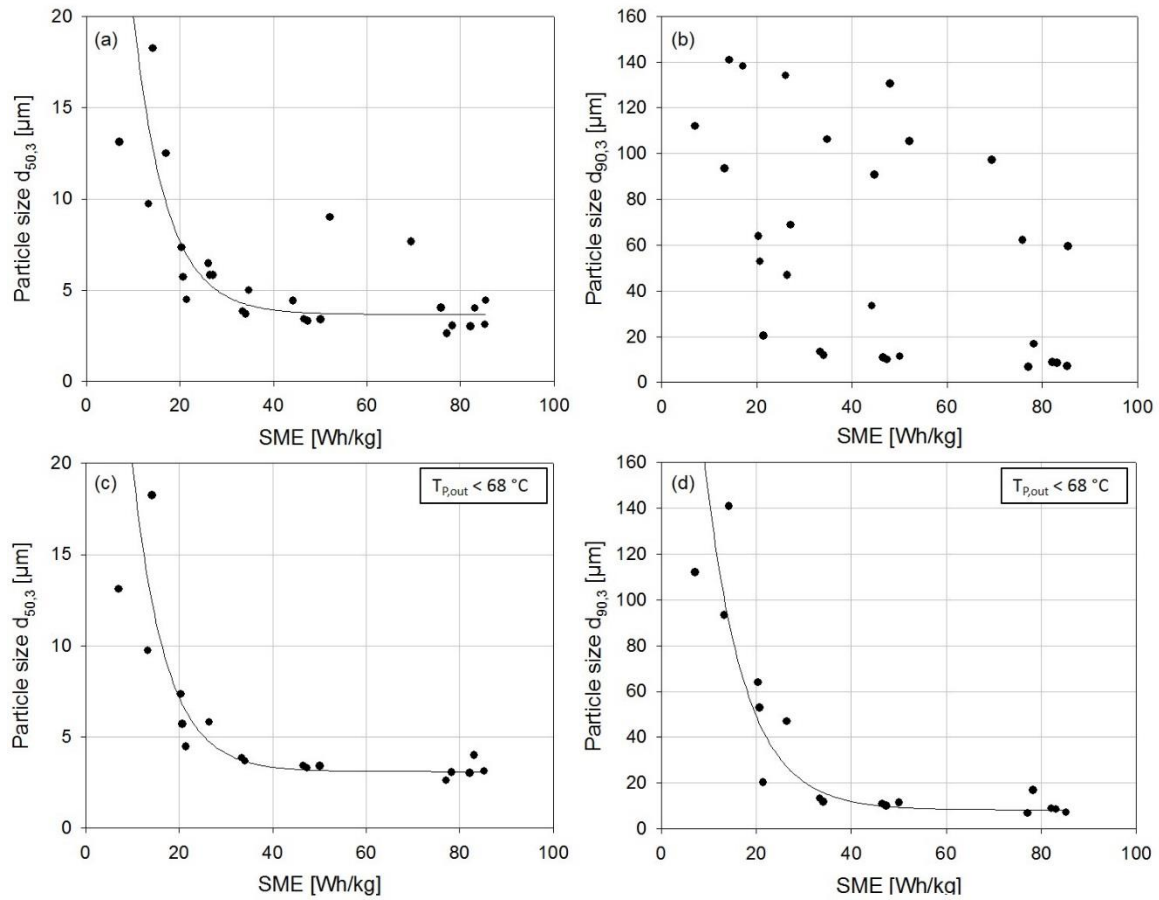 (a)
Particle size d50,3 [µm]
20
15
10
5
0
0 20 40 60 80 100
SME [Wh/kg]
(b)
Particle size d90,3 [µm]
160
140
120
100
80
60
40
20
0
0 20 40 60 80 100
SME [Wh/kg]
(c)
TP,out < 68 °C
Particle size d50,3 [µm]
20
15
10
5
0
0 20 40 60 80 100
SME [Wh/kg]
(d)
TP,out < 68 °C
Particle size d90,3 [µm]
160
140
120
100
80
60
40
20
0
0 20 40 60 80 100
SME [Wh/kg]